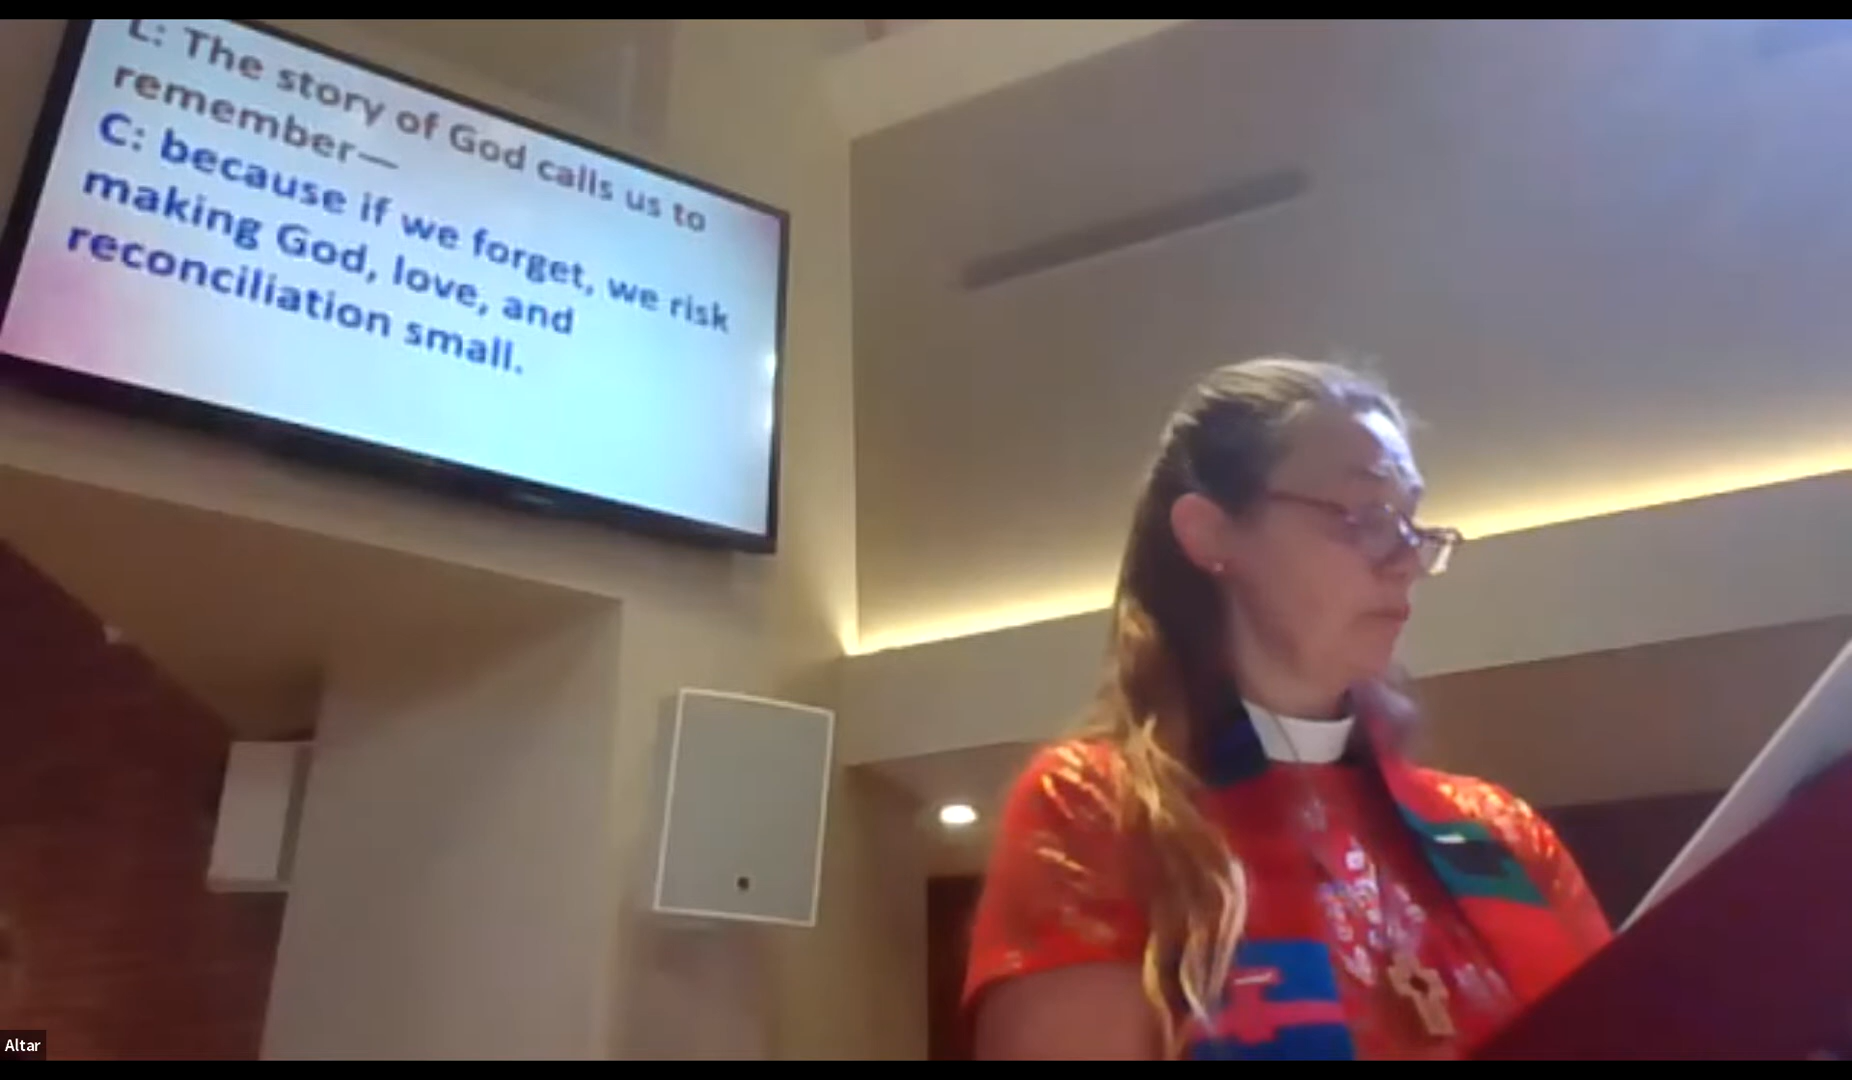 L: The story of God calls us to
remember—
C: because if we forget, we risk
making God, love, and
reconciliation small.
Altar